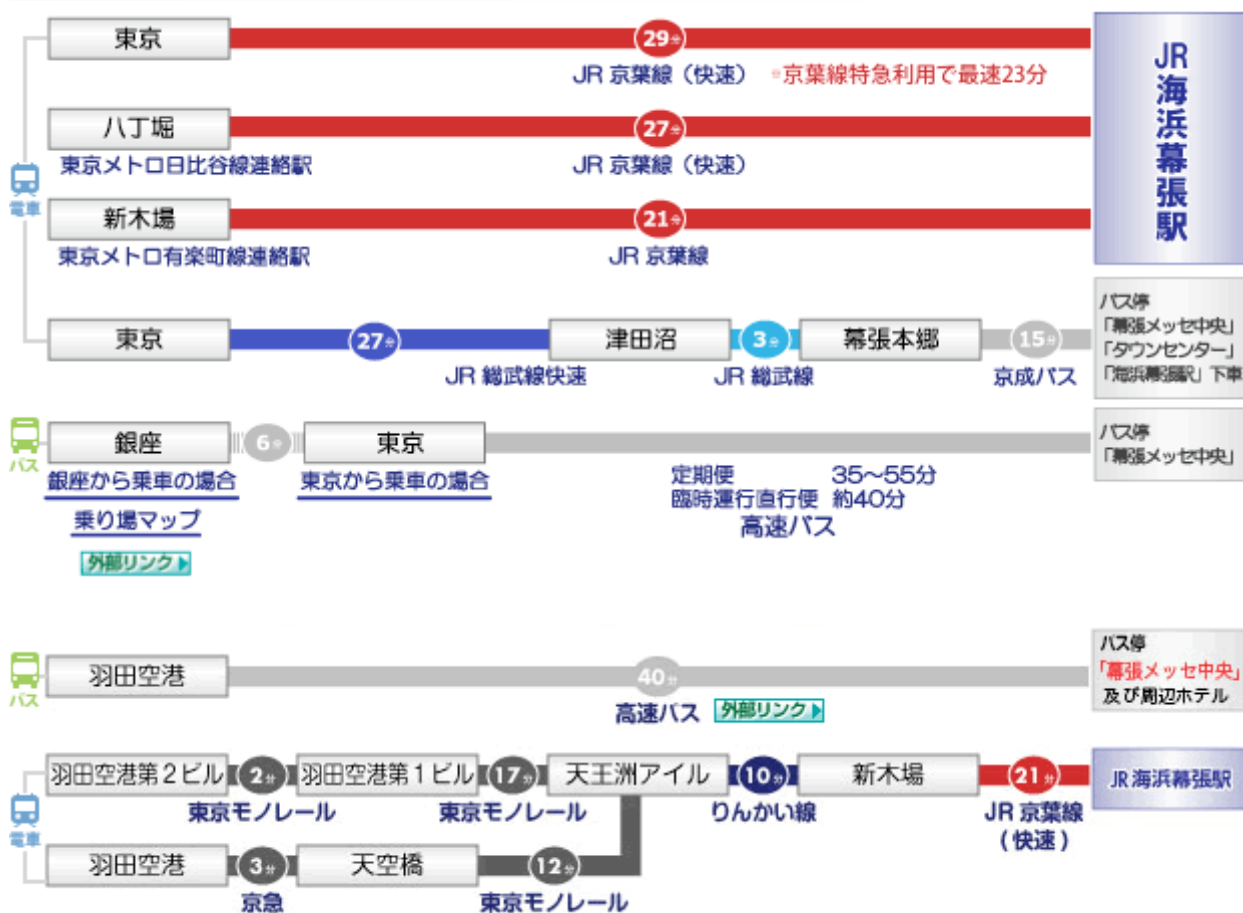 東京
29分
JR 京葉線（快速） ※京葉線特急利用で最速23分
八丁堀
27分
東京メトロ日比谷線連絡駅
JR 京葉線（快速）
新木場
21分
東京メトロ有楽町線連絡駅
JR 京葉線
JR海浜幕張駅
電車
東京
27分
JR 総武線快速
津田沼
3分
JR 総武線
幕張本郷
15分
京成バス
バス停
「幕張メッセ中央」
「タウンセンター」
「海浜幕張駅」下車
バス
銀座
6分
東京
銀座から乗車の場合
東京から乗車の場合
乗り場マップ
外部リンク
定期便 35～55分
臨時運行直行便 約40分
高速バス
バス停
「幕張メッセ中央」
バス
羽田空港
40分
高速バス 外部リンク
バス停
「幕張メッセ中央」
及び周辺ホテル
電車
羽田空港第２ビル
2分
東京モノレール
羽田空港第１ビル
17分
東京モノレール
天王洲アイル
10分
りんかい線
新木場
21分
JR 京葉線
（快速）
JR海浜幕張駅
羽田空港
3分
京急
天空橋
12分
東京モノレール